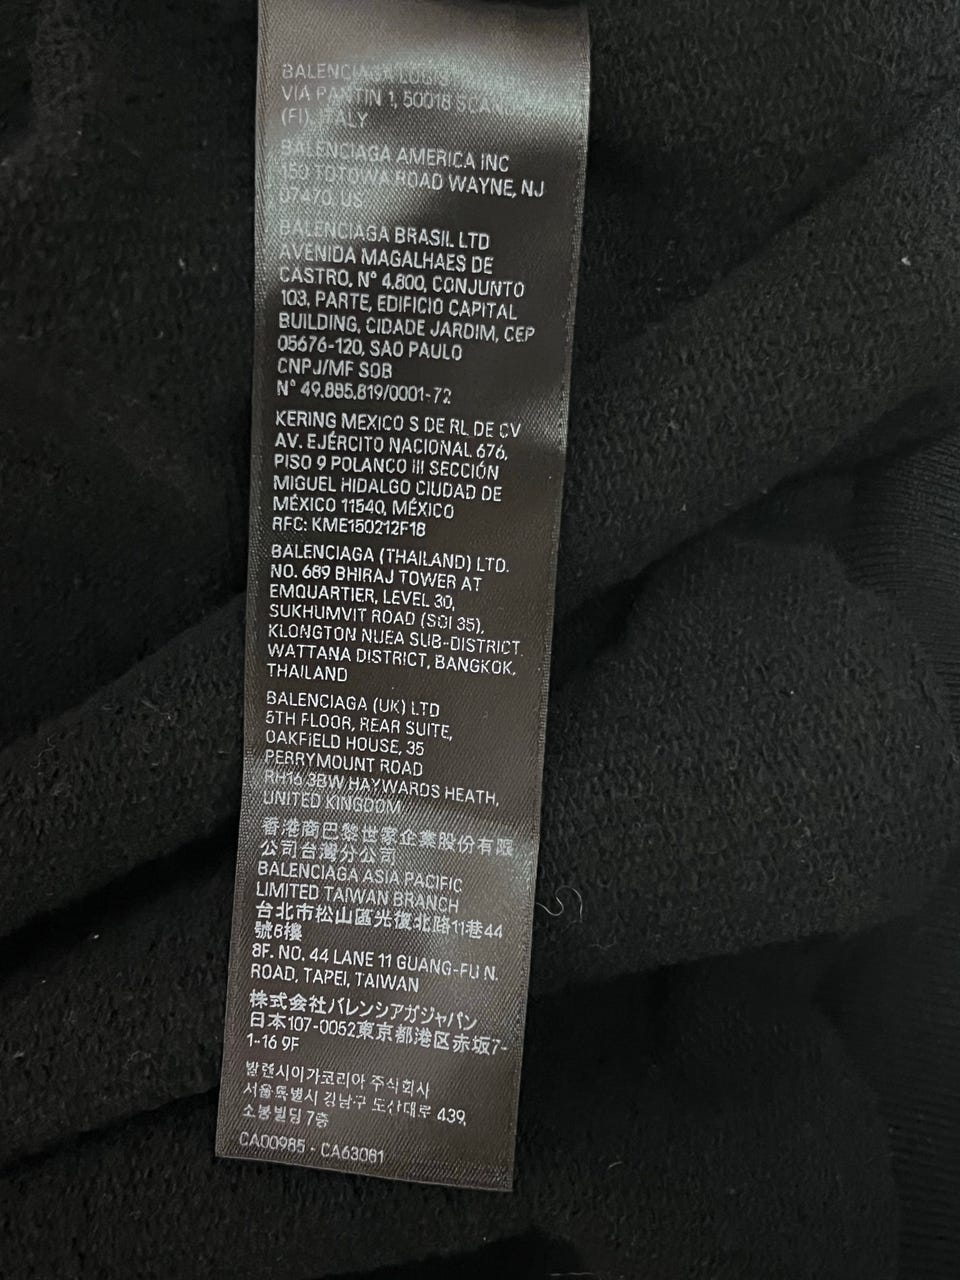 BALENCIAGA
VIA PANTIN 1, 50018
(FI), ITALY
BALENCIAGA AMERICA INC
150 TOTOWA ROAD WAYNE, NJ
07470, US
BALENCIAGA BRASIL LTD
AVENIDA MAGALHAES DE
CASTRO, N° 4.800, CONJUNTO
103, PARTE, EDIFICIO CAPITAL
BUILDING, CIDADE JARDIM, CEP
05676-120, SAO PAULO
CNPJ/MF SOB
N° 49.885.819/0001-72
KERING MEXICO S DE RL DE CV
AV. EJÉRCITO NACIONAL 676,
PISO 9 POLANCO III SECCIÓN
MIGUEL HIDALGO CIUDAD DE
MÉXICO 11540, MÉXICO
RFC: KME150212F18
BALENCIAGA (THAILAND) LTD.
NO. 689 BHIRAJ TOWER AT
EMQUARTIER, LEVEL 30,
SUKHUMVIT ROAD (SOI 35),
KLONGTON NUEA SUB-DISTRICT,
WATTANA DISTRICT, BANGKOK,
THAILAND
BALENCIAGA (UK) LTD
5TH FLOOR, REAR SUITE,
OAKFIELD HOUSE, 35
PERRYMOUNT ROAD
RH16 3BW HAYWARDS HEATH,
UNITED KINGDOM
香港商巴黎世家企業股份有限
公司台灣分公司
BALENCIAGA ASIA PACIFIC
LIMITED TAIWAN BRANCH
台北市松山區光復北路11巷44
號8樓
8F. NO. 44 LANE 11 GUANG-FU N.
ROAD, TAPEI, TAIWAN
株式会社バレンシアガジャパン
日本107-0052東京都港区赤坂7-
1-16 9F
발렌시아가코리아 주식회사
서울특별시 강남구 도산대로 439,
소봉빌딩 7층
CA00985 - CA63081